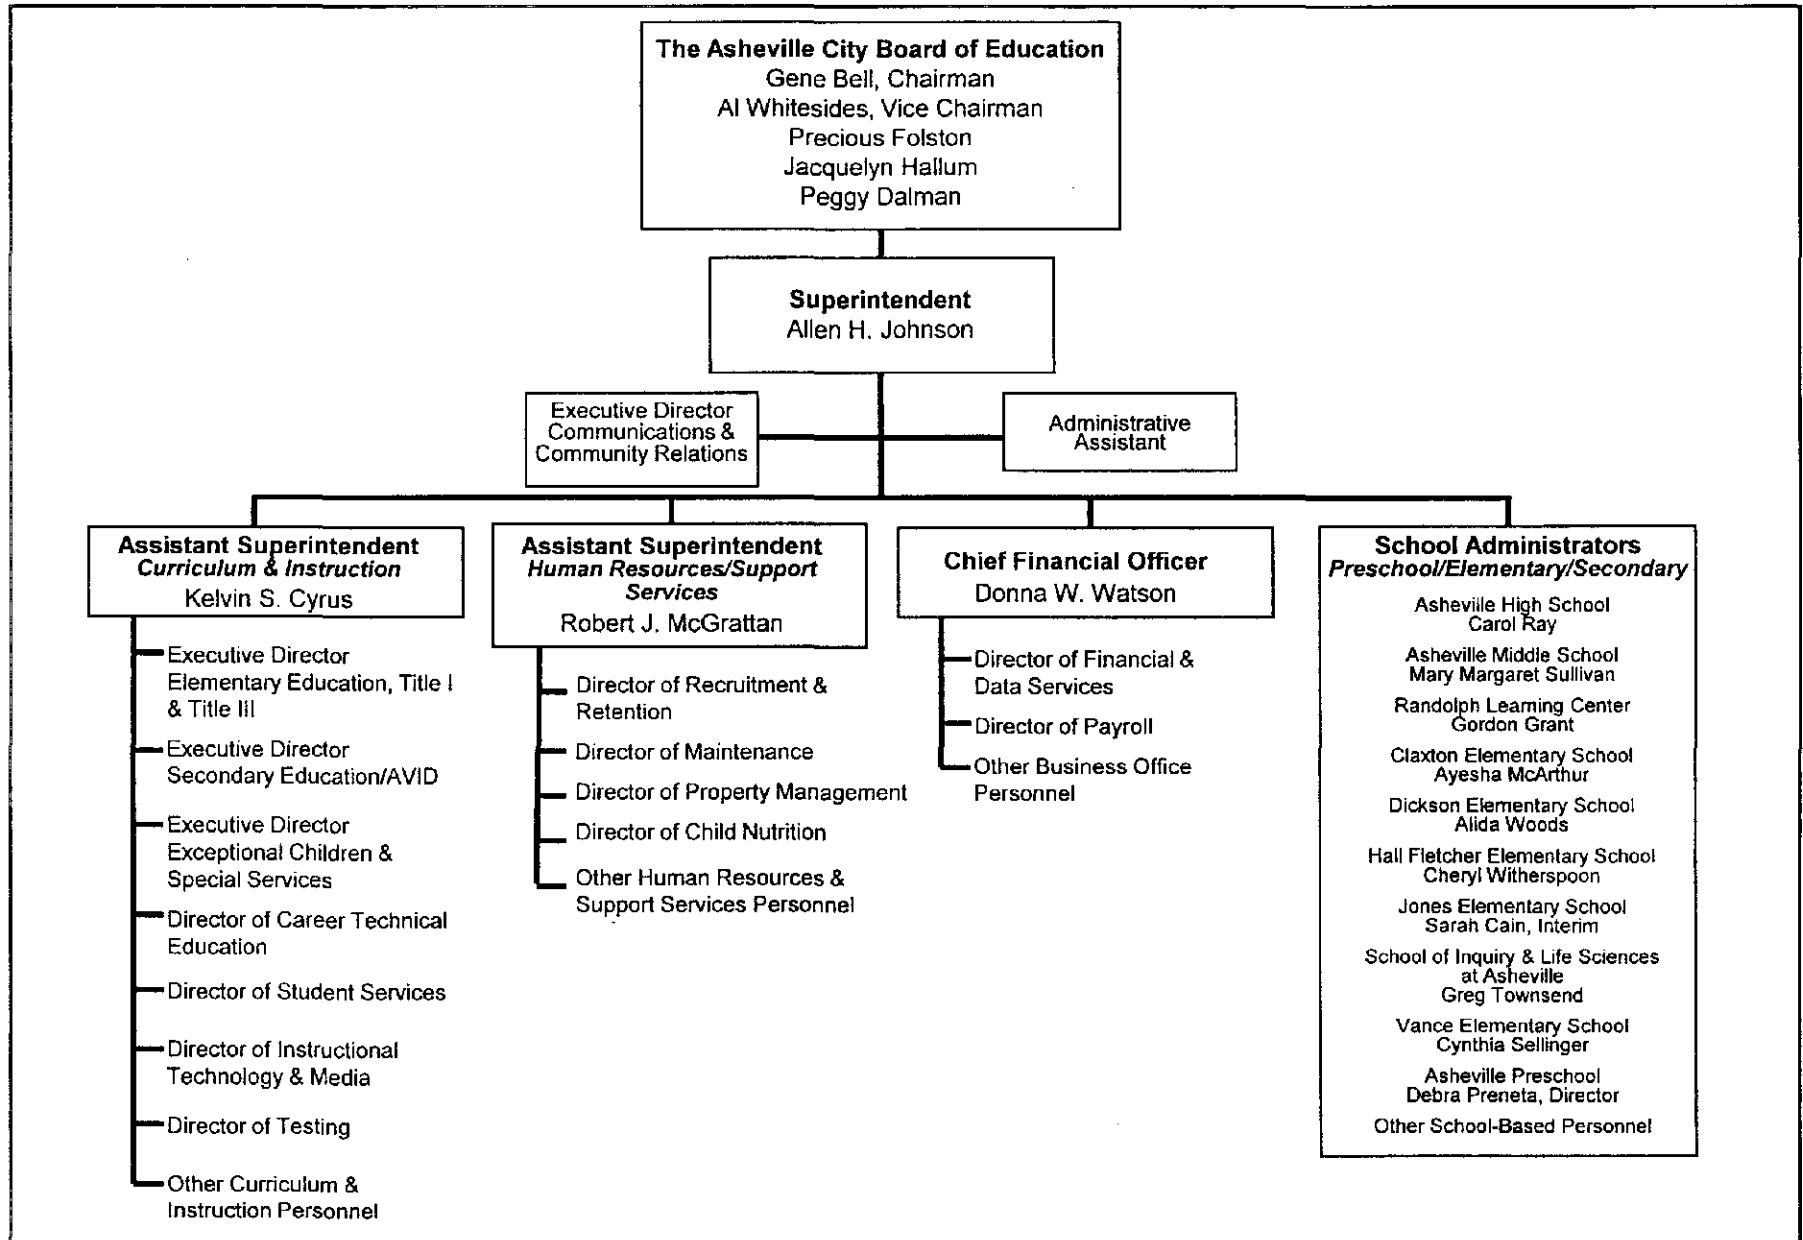 The Asheville City Board of Education
Gene Bell, Chairman
Al Whitesides, Vice Chairman
Precious Folston
Jacquelyn Hallum
Peggy Dalman
Superintendent
Allen H. Johnson
Executive Director
Communications &
Community Relations
Administrative
Assistant
Assistant Superintendent
Curriculum & Instruction
Kelvin S. Cyrus
Executive Director
Elementary Education, Title I
& Title III
Executive Director
Secondary Education/AVID
Executive Director
Exceptional Children &
Special Services
Director of Career Technical
Education
Director of Student Services
Director of Instructional
Technology & Media
Director of Testing
Other Curriculum &
Instruction Personnel
Assistant Superintendent
Human Resources/Support
Services
Robert J. McGrattan
Director of Recruitment &
Retention
Director of Maintenance
Director of Property Management
Director of Child Nutrition
Other Human Resources &
Support Services Personnel
Chief Financial Officer
Donna W. Watson
Director of Financial &
Data Services
Director of Payroll
Other Business Office
Personnel
School Administrators
Preschool/Elementary/Secondary
Asheville High School
Carol Ray
Asheville Middle School
Mary Margaret Sullivan
Randolph Learning Center
Gordon Grant
Claxton Elementary School
Ayesha McArthur
Dickson Elementary School
Alida Woods
Hall Fletcher Elementary School
Cheryl Witherspoon
Jones Elementary School
Sarah Cain, Interim
School of Inquiry & Life Sciences
at Asheville
Greg Townsend
Vance Elementary School
Cynthia Sellinger
Asheville Preschool
Debra Preneta, Director
Other School-Based Personnel